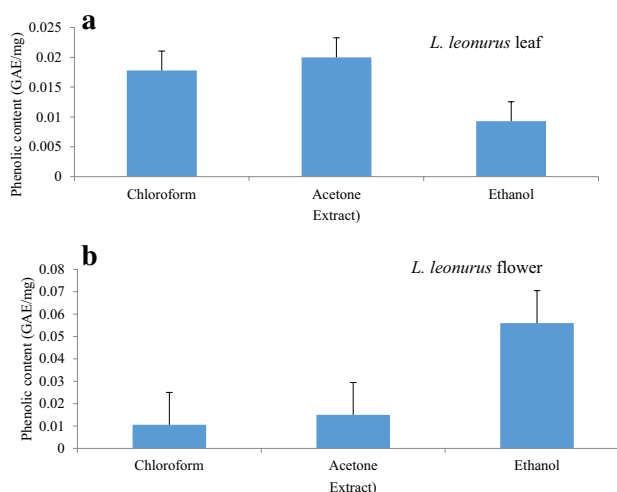 a
L. leonurus leaf
Phenolic content (GAE/mg)
0.025
0.02
0.015
0.01
0.005
0
Chloroform Acetone Ethanol
Extract)
b
L. leonurus flower
Phenolic content (GAE/mg)
0.08
0.07
0.06
0.05
0.04
0.03
0.02
0.01
0
Chloroform Acetone Ethanol
Extract)